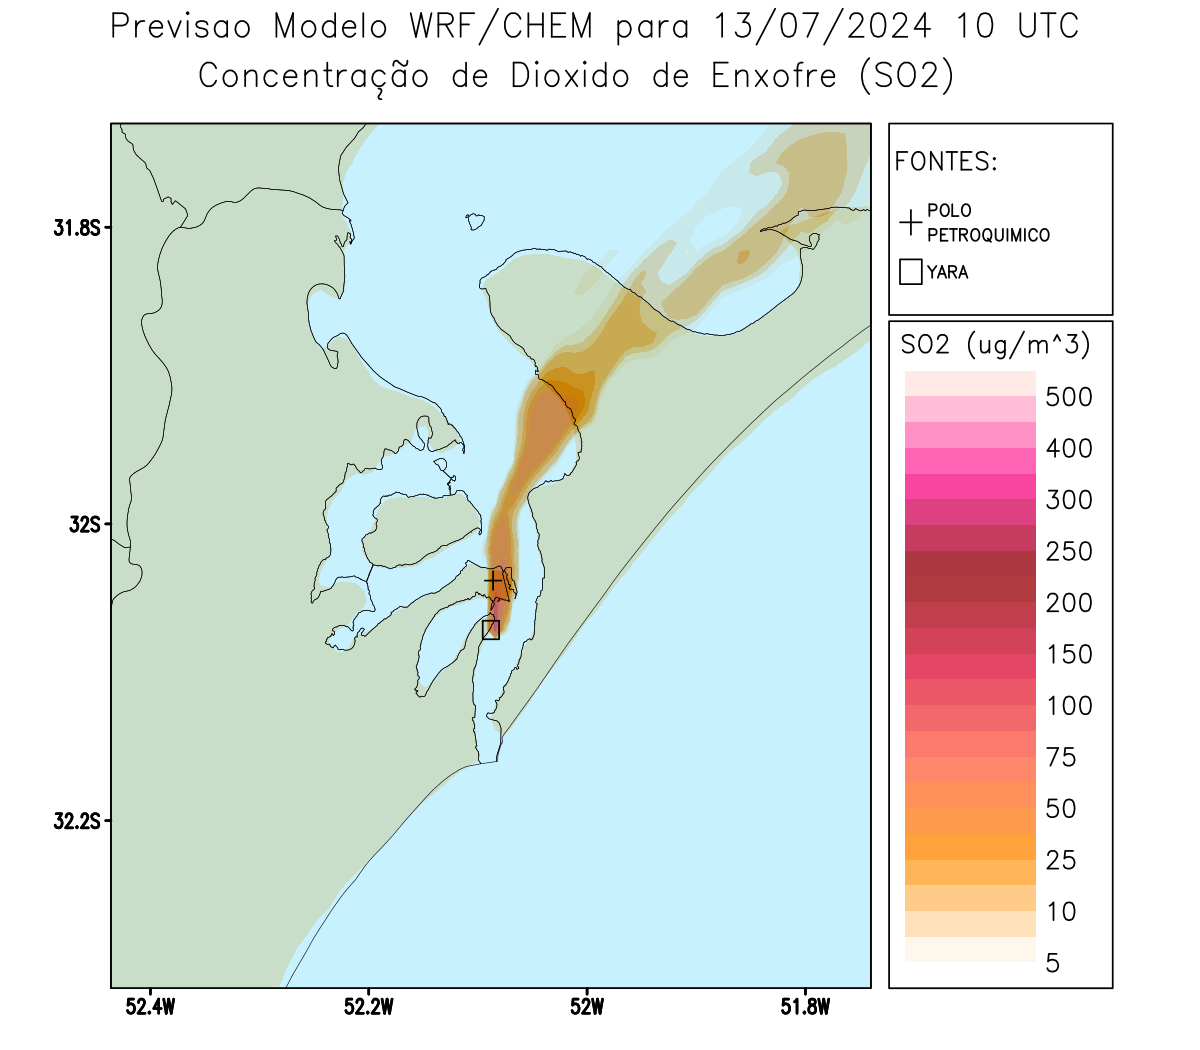 Previsao Modelo WRF/CHEM para 13/07/2024 10 UTC
Concentração de Dioxido de Enxofre (SO2)
FONTES:
POLO
PETROQUIMICO
YARA
SO2 (ug/m^3)
500
400
300
250
200
150
100
75
50
25
10
5
31.8S
32S
32.2S
52.4W
52.2W
52W
51.8W